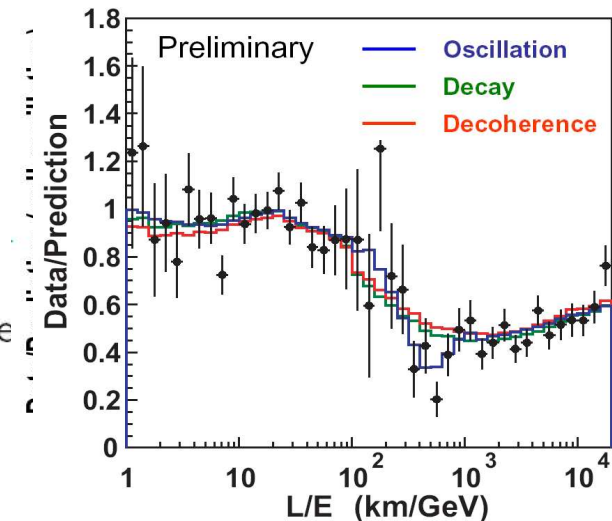 Preliminary
Oscillation
Decay
Decoherence
Data/Prediction
1.8
1.6
1.4
1.2
1
0.8
0.6
0.4
0.2
0
1 10 10² 10³ 10⁴
L/E (km/GeV)